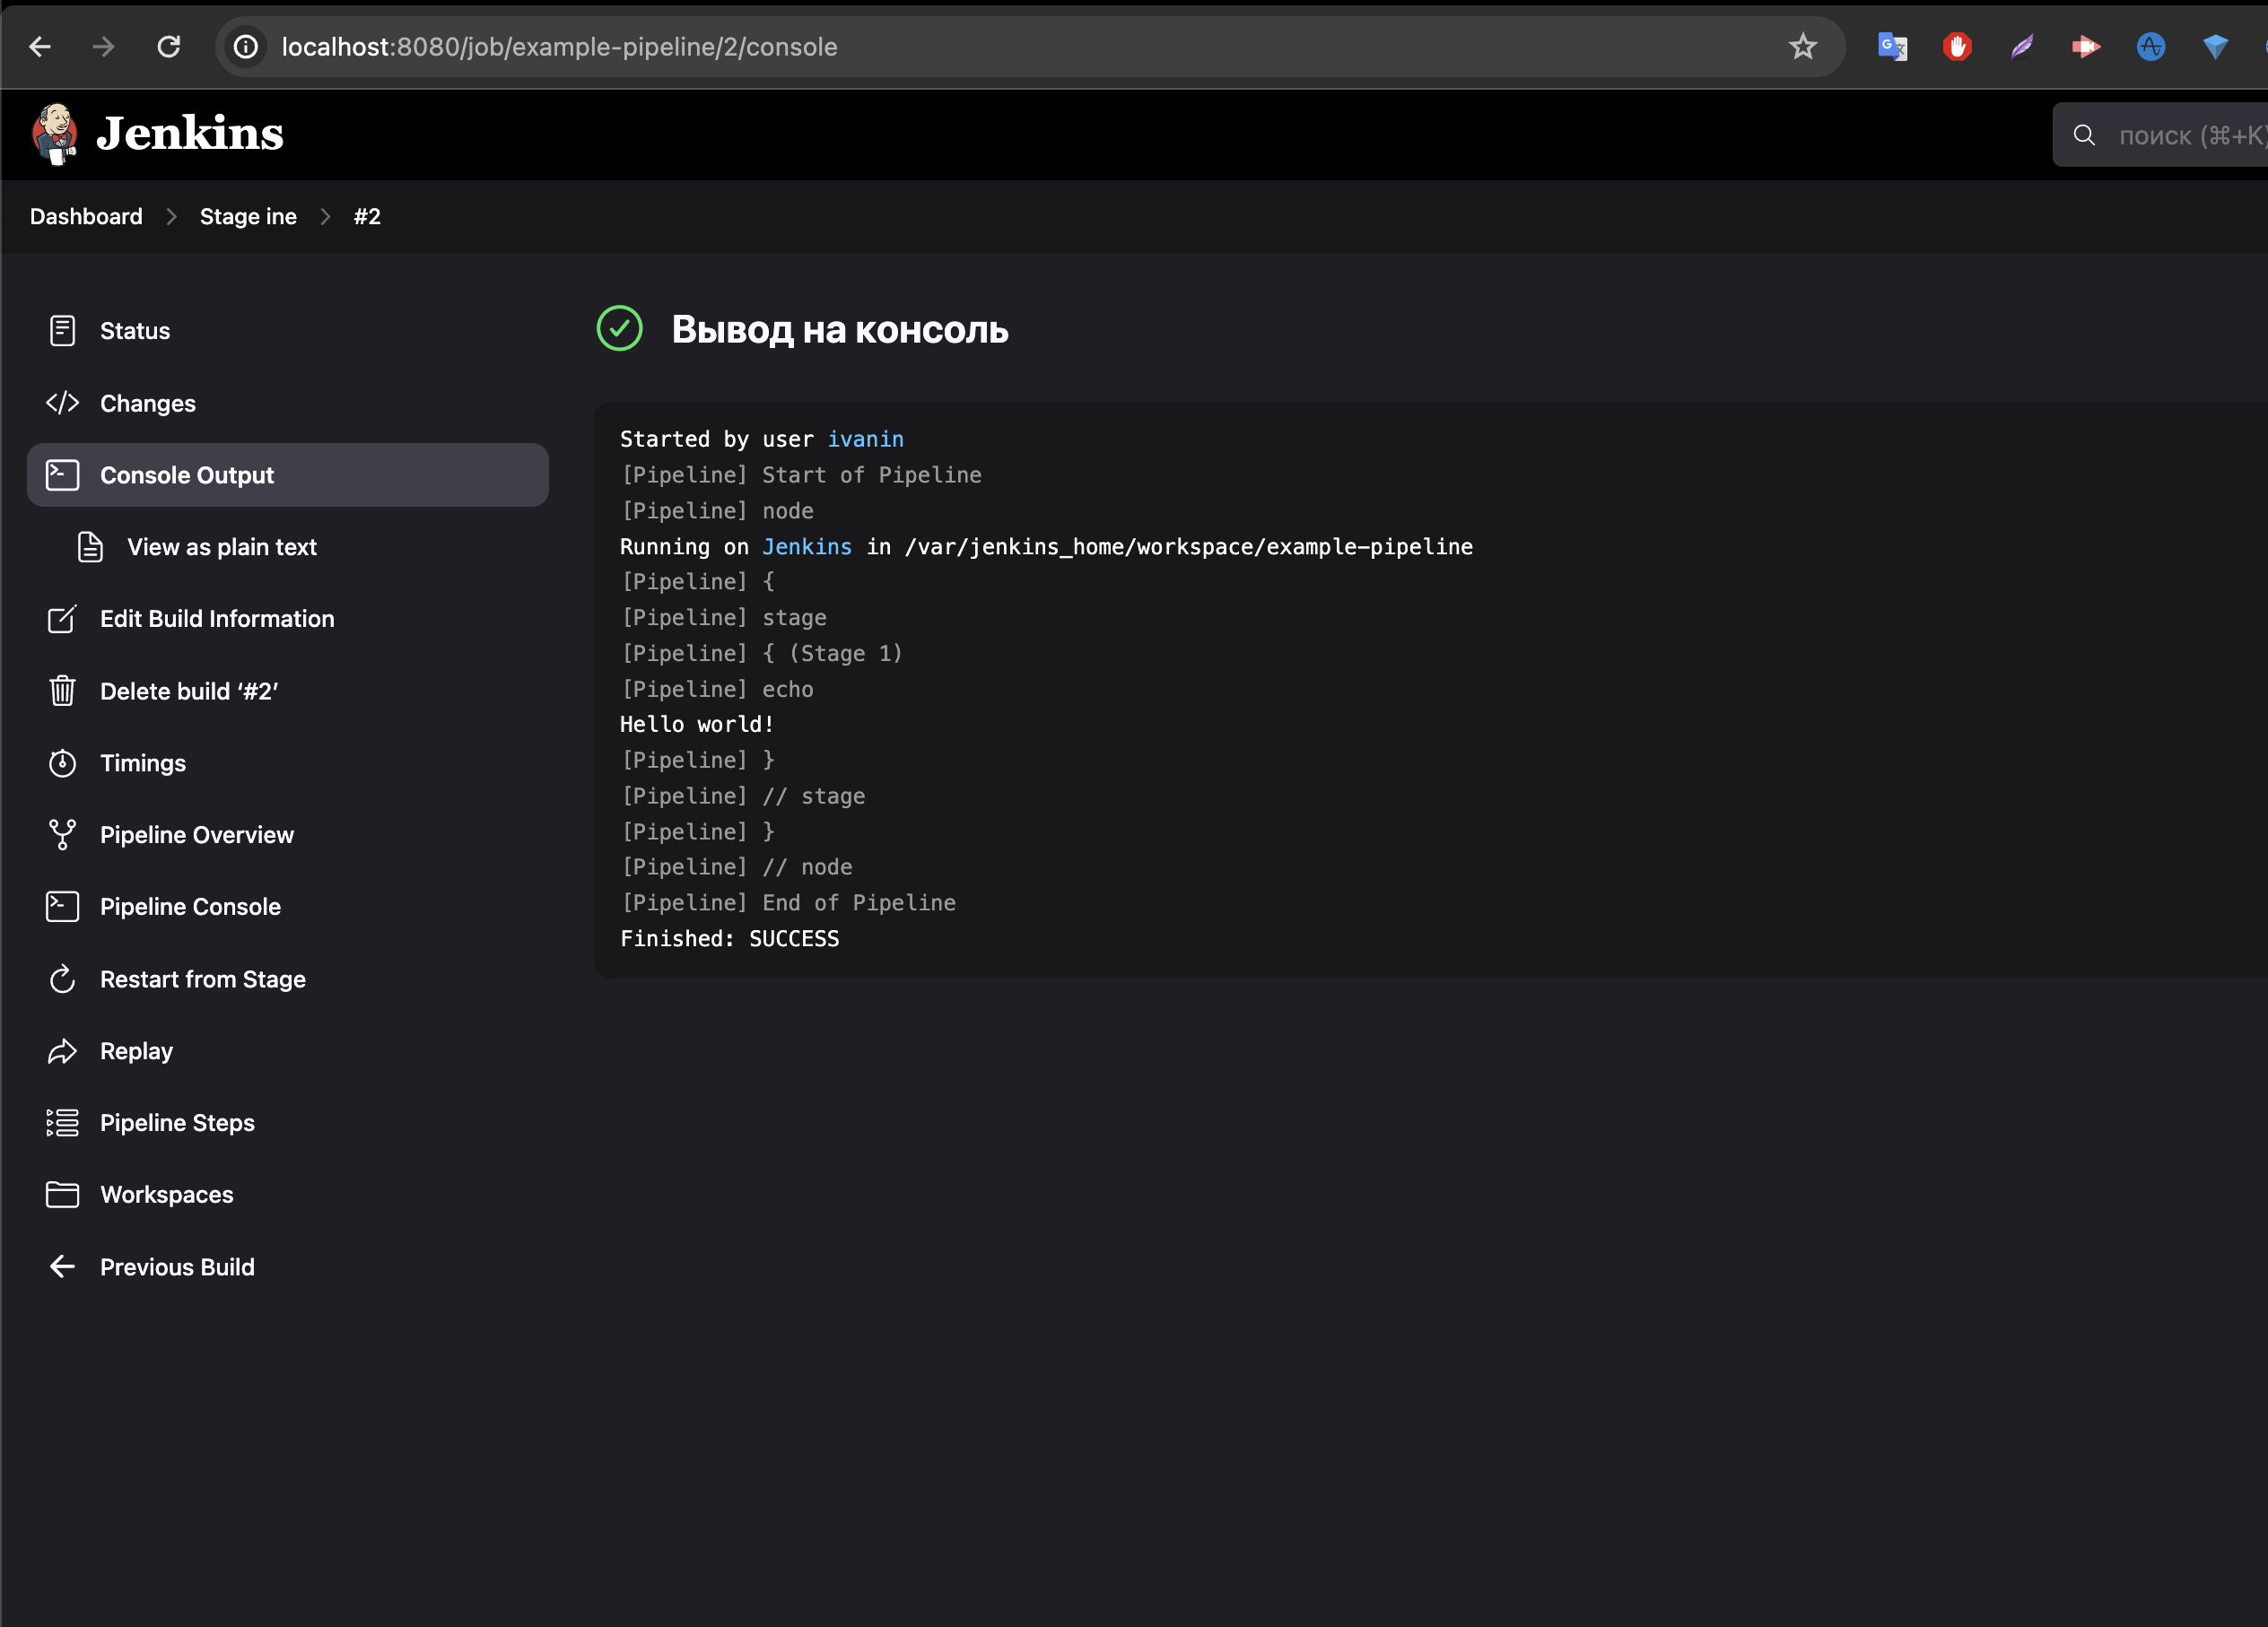 localhost:8080/job/example-pipeline/2/console
Jenkins
поиск (⌘+K)
Dashboard > Stage ine > #2
Status
Changes
Console Output
View as plain text
Edit Build Information
Delete build ‘#2’
Timings
Pipeline Overview
Pipeline Console
Restart from Stage
Replay
Pipeline Steps
Workspaces
Previous Build
Вывод на консоль
Started by user ivanin
[Pipeline] Start of Pipeline
[Pipeline] node
Running on Jenkins in /var/jenkins_home/workspace/example-pipeline
[Pipeline] {
[Pipeline] stage
[Pipeline] { (Stage 1)
[Pipeline] echo
Hello world!
[Pipeline] }
[Pipeline] // stage
[Pipeline] }
[Pipeline] // node
[Pipeline] End of Pipeline
Finished: SUCCESS